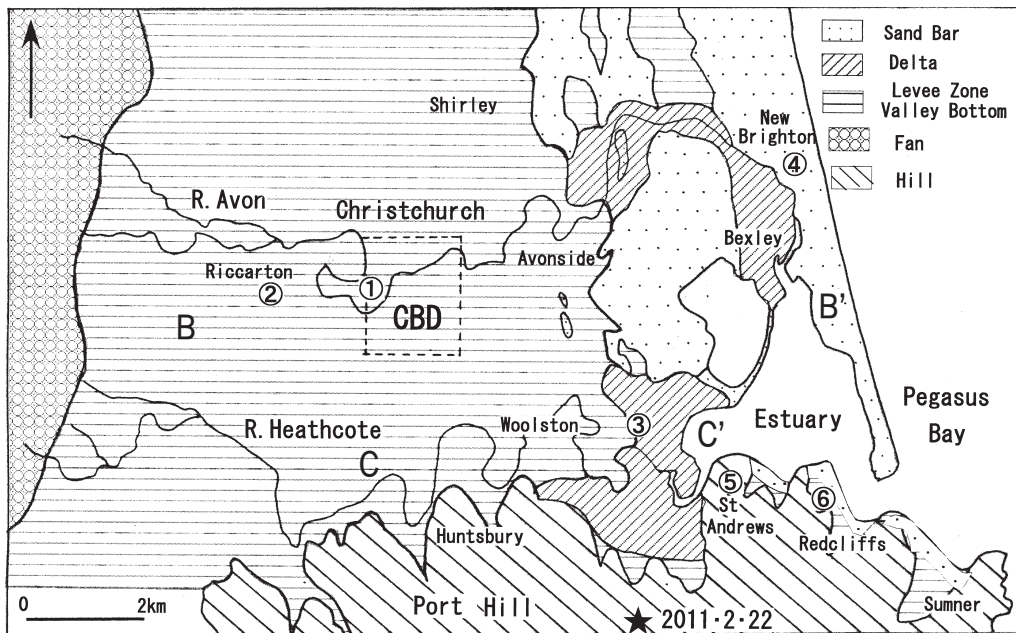 Sand Bar
Delta
Levee Zone
Valley Bottom
Fan
Hill
Shirley
New
Brighton
④
R. Avon
Christchurch
Avonside
Bexley
Riccarton
②
①
CBD
B
B'
R. Heathcote
Woolston
③
C
C'
Estuary
Pegasus
Bay
⑤
St
Andrews
⑥
Redcliffs
Huntsbury
Port Hill
Sumner
0 2km
★ 2011·2·22